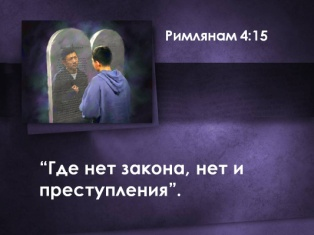 Римлянам 4:15
“Где нет закона, нет и
преступления”.